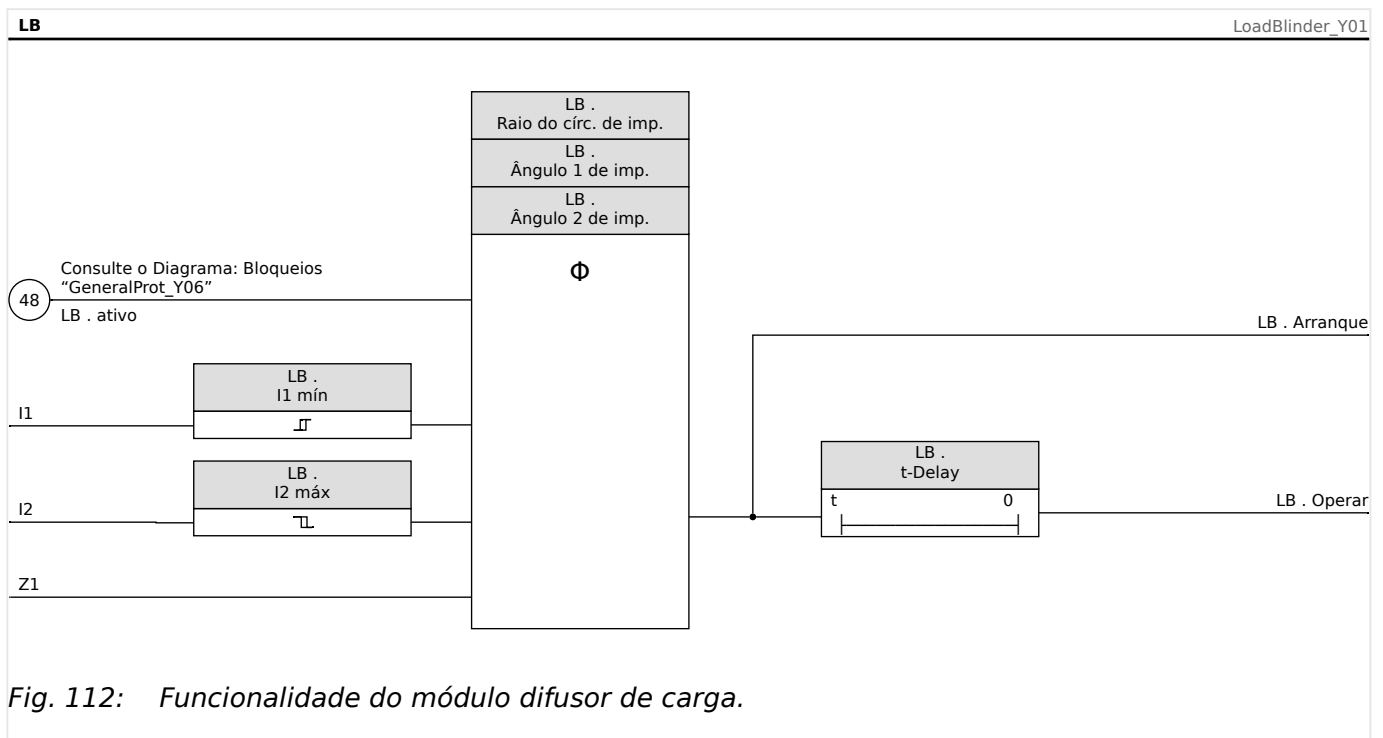 LB
LoadBlinder_Y01
LB .
Raio do círc. de imp.
LB .
Ângulo 1 de imp.
LB .
Ângulo 2 de imp.
Φ
Consulte o Diagrama: Bloqueios
“GeneralProt_Y06”
48
LB . ativo
LB . Arranque
LB .
I1 mín
I1
LB .
I2 máx
I2
LB .
t-Delay
t 0
LB . Operar
Z1
Fig. 112: Funcionalidade do módulo difusor de carga.